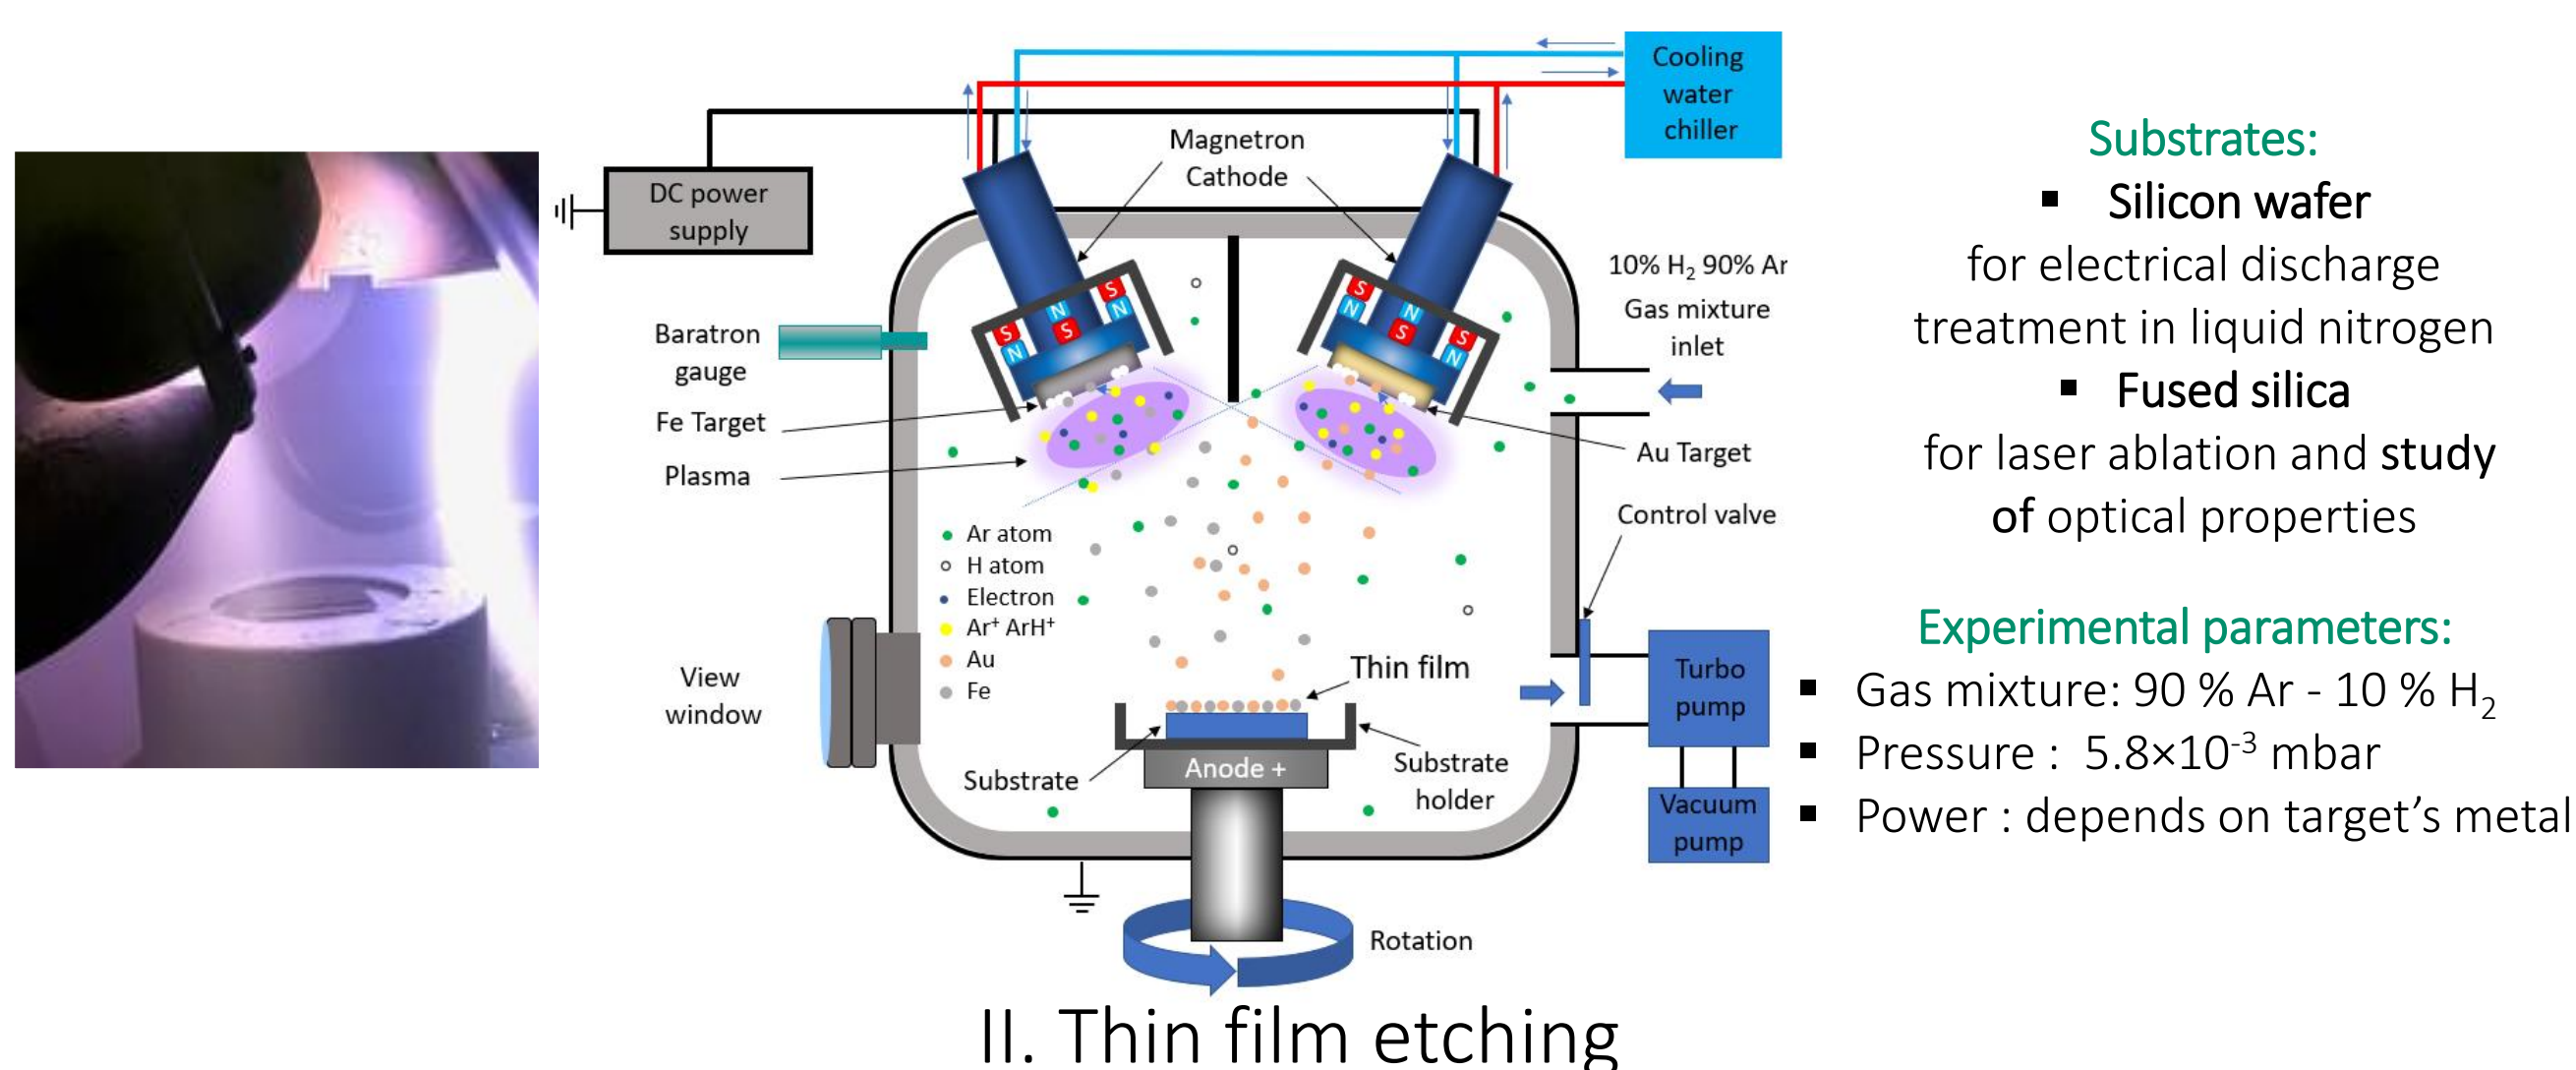 Cooling
water
chiller
DC power
supply
Magnetron
Cathode
S
N
S
N
S
N
S
N
N
S
S
N
10% H₂ 90% Ar
Gas mixture
inlet
Baratron
gauge
Fe Target
Plasma
Au Target
Control valve
Ar atom
H atom
Electron
Ar⁺ ArH⁺
Au
Fe
View
window
Thin film
Turbo
pump
Substrate
Anode +
Substrate
holder
Vacuum
pump
Rotation
Substrates:
▪ Silicon wafer
for electrical discharge
treatment in liquid nitrogen
▪ Fused silica
for laser ablation and study
of optical properties
Experimental parameters:
▪ Gas mixture: 90 % Ar - 10 % H₂
▪ Pressure : 5.8×10⁻³ mbar
▪ Power : depends on target's metal
II. Thin film etching